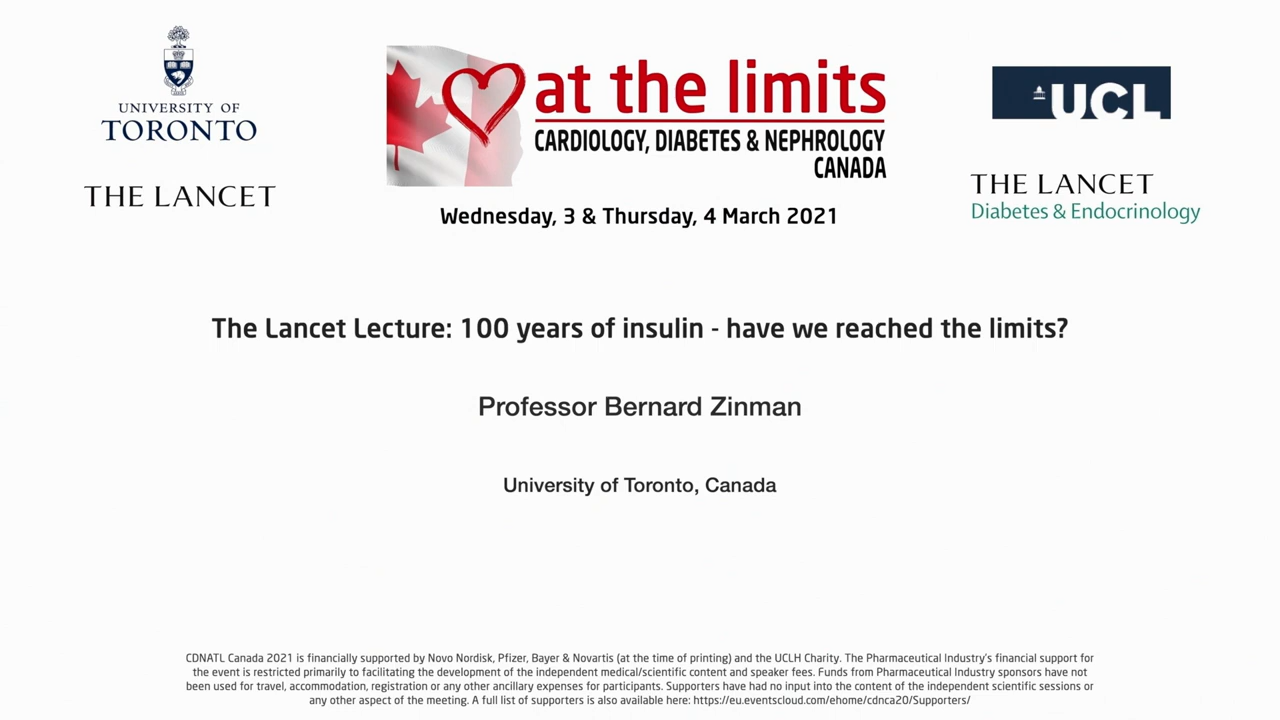 UNIVERSITY OF
TORONTO
THE LANCET
at the limits
CARDIOLOGY, DIABETES & NEPHROLOGY
CANADA
Wednesday, 3 & Thursday, 4 March 2021
UCL
THE LANCET
Diabetes & Endocrinology
The Lancet Lecture: 100 years of insulin - have we reached the limits?
Professor Bernard Zinman
University of Toronto, Canada
CDNATL Canada 2021 is financially supported by Novo Nordisk, Pfizer, Bayer & Novartis (at the time of printing) and the UCLH Charity. The Pharmaceutical Industry's financial support for
the event is restricted primarily to facilitating the development of the independent medical/scientific content and speaker fees. Funds from Pharmaceutical Industry sponsors have not
been used for travel, accommodation, registration or any other ancillary expenses for participants. Supporters have had no input into the content of the independent scientific sessions or
any other aspect of the meeting. A full list of supporters is also available here: https://eu.eventscloud.com/ehome/cdnca20/Supporters/